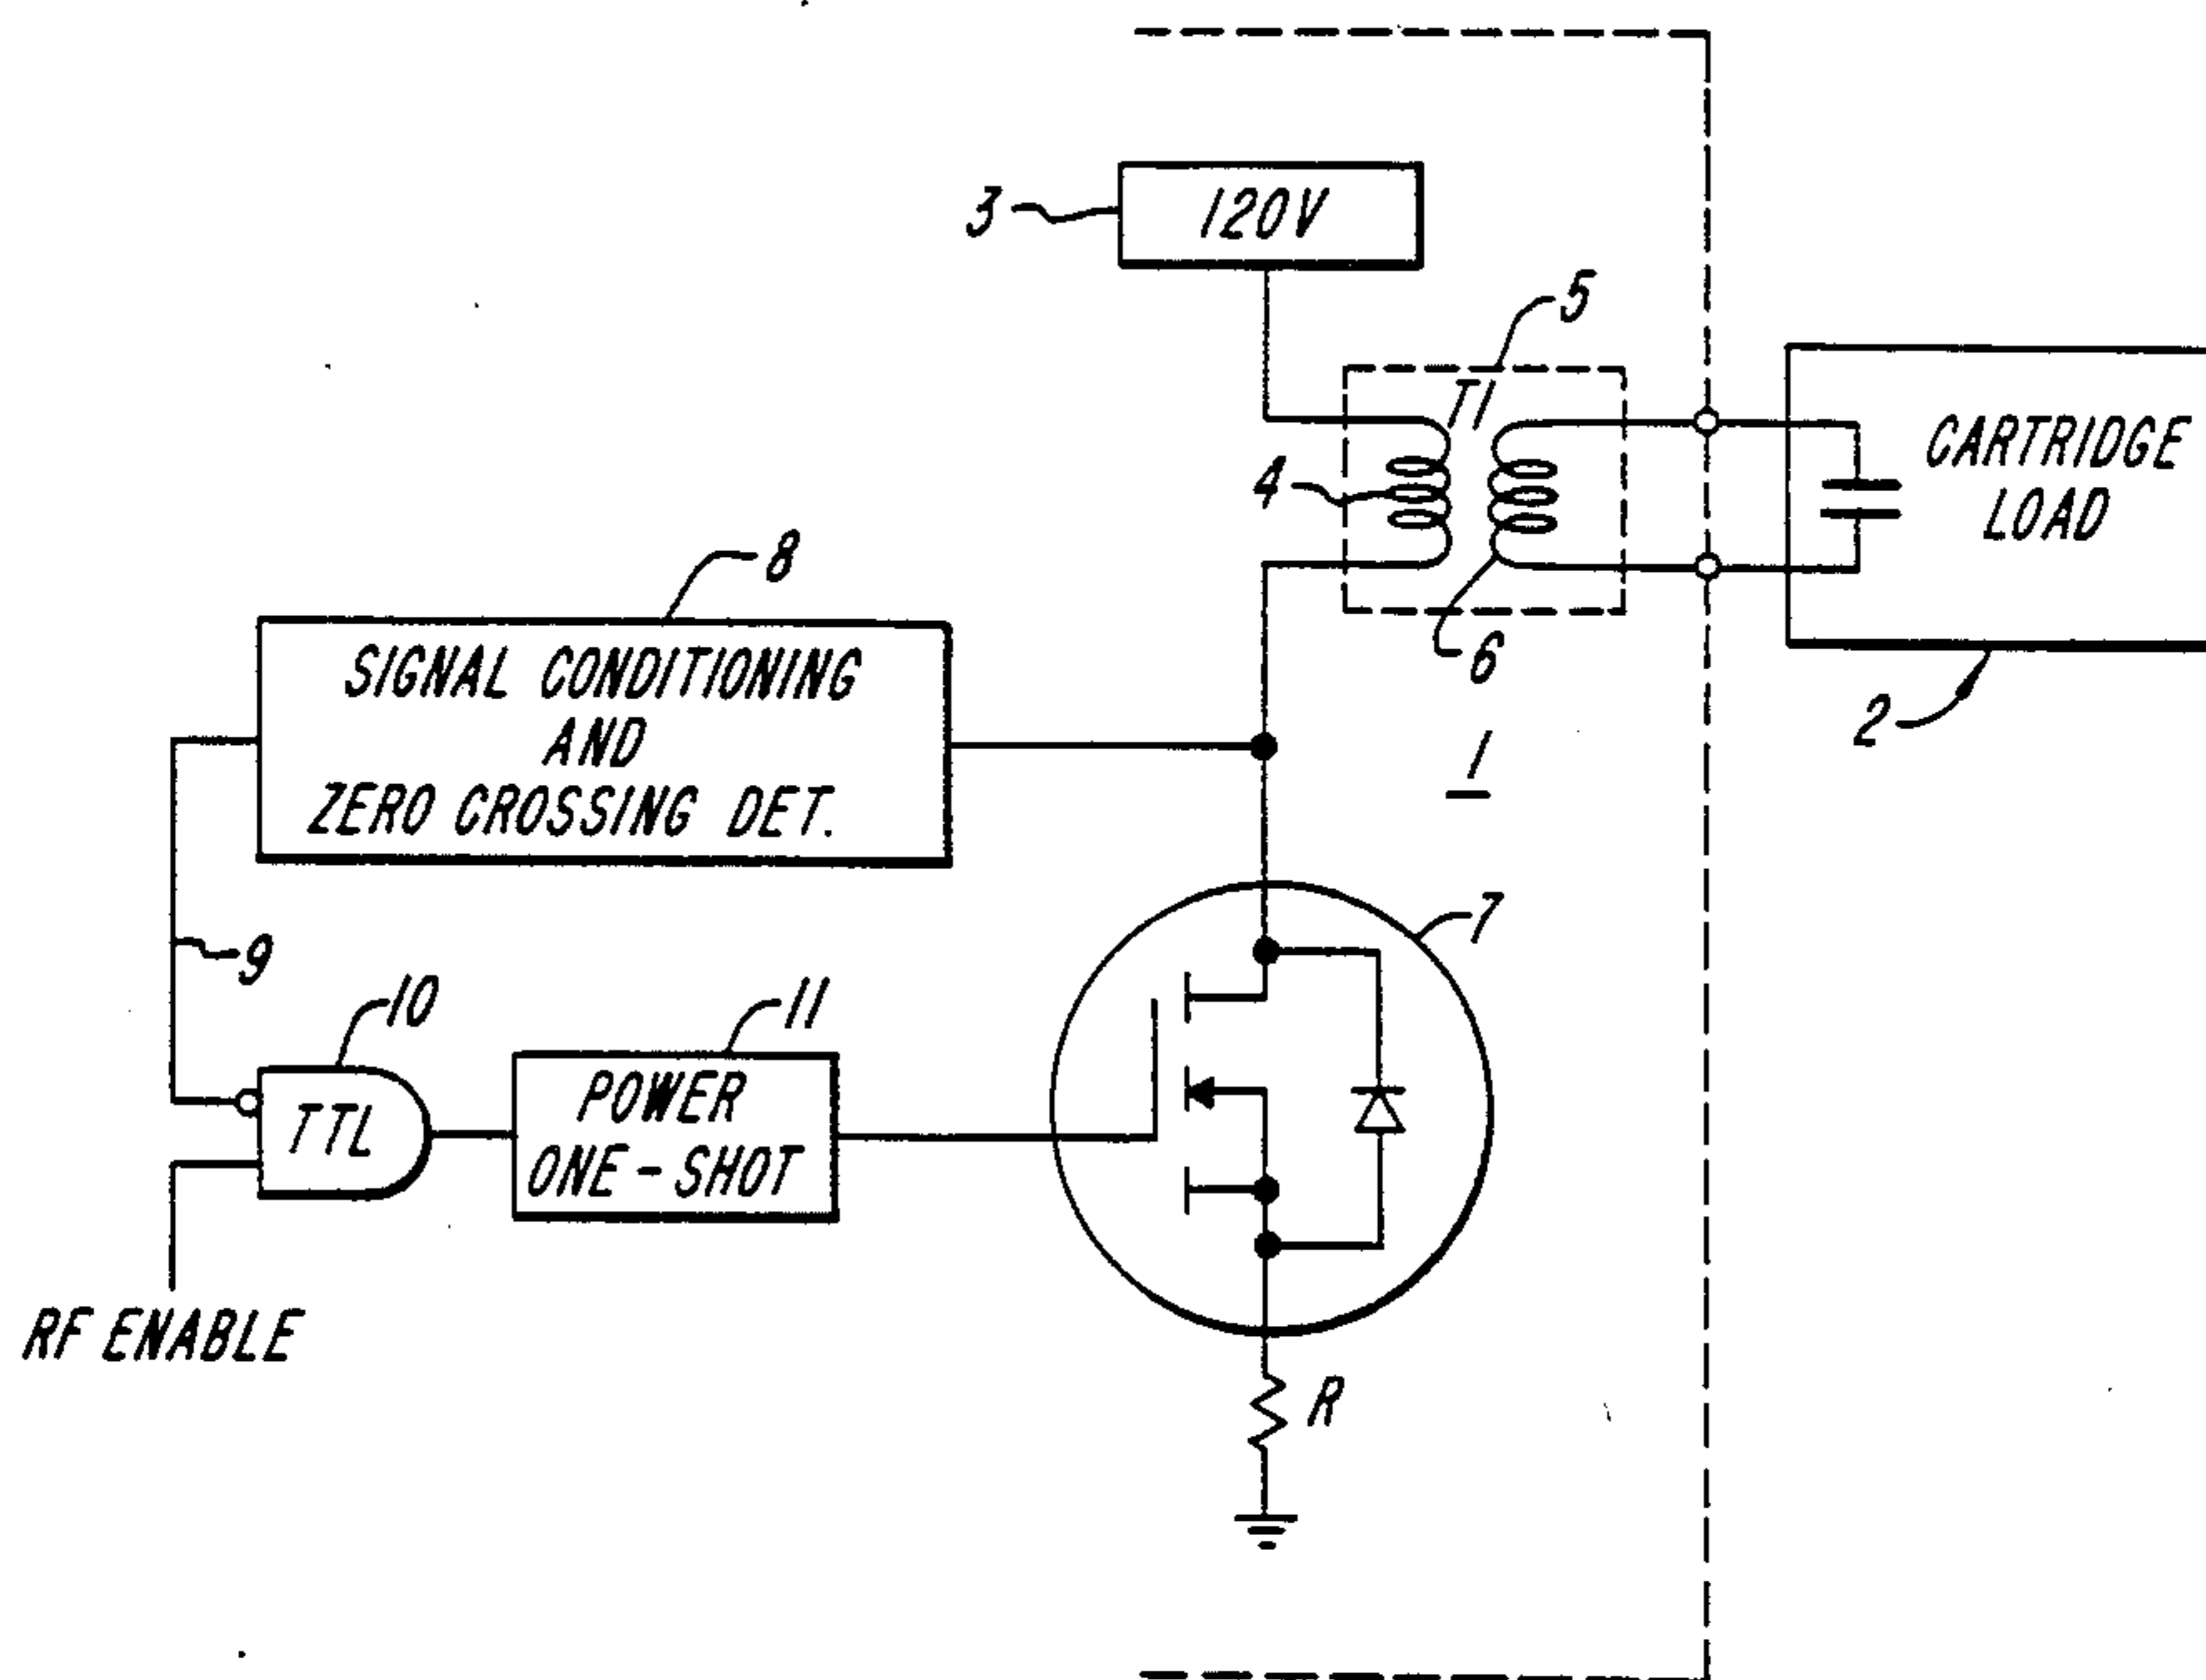 3
120V
5
T1
4
6
CARTRIDGE
LOAD
2
1
8
SIGNAL CONDITIONING
AND
ZERO CROSSING DET.
9
10
TTL
11
POWER
ONE-SHOT
7
RF ENABLE
R